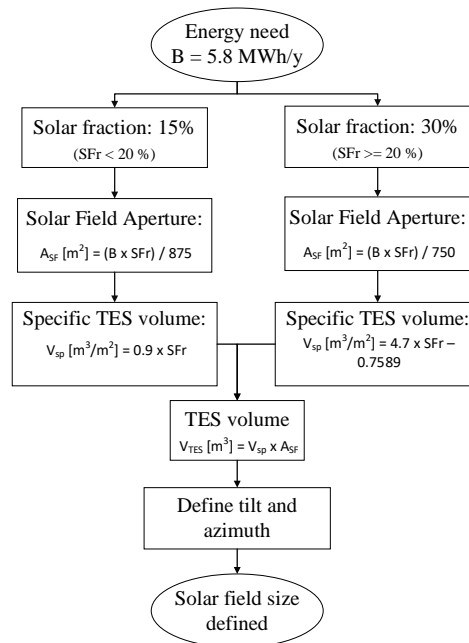 Energy need
B = 5.8 MWh/y
Solar fraction: 15%
(SFr < 20 %)
Solar fraction: 30%
(SFr >= 20 %)
Solar Field Aperture:
A_SF [m²] = (B x SFr) / 875
Solar Field Aperture:
A_SF [m²] = (B x SFr) / 750
Specific TES volume:
V_sp [m³/m²] = 0.9 x SFr
Specific TES volume:
V_sp [m³/m²] = 4.7 x SFr –
0.7589
TES volume
V_TES [m³] = V_sp x A_SF
Define tilt and
azimuth
Solar field size
defined